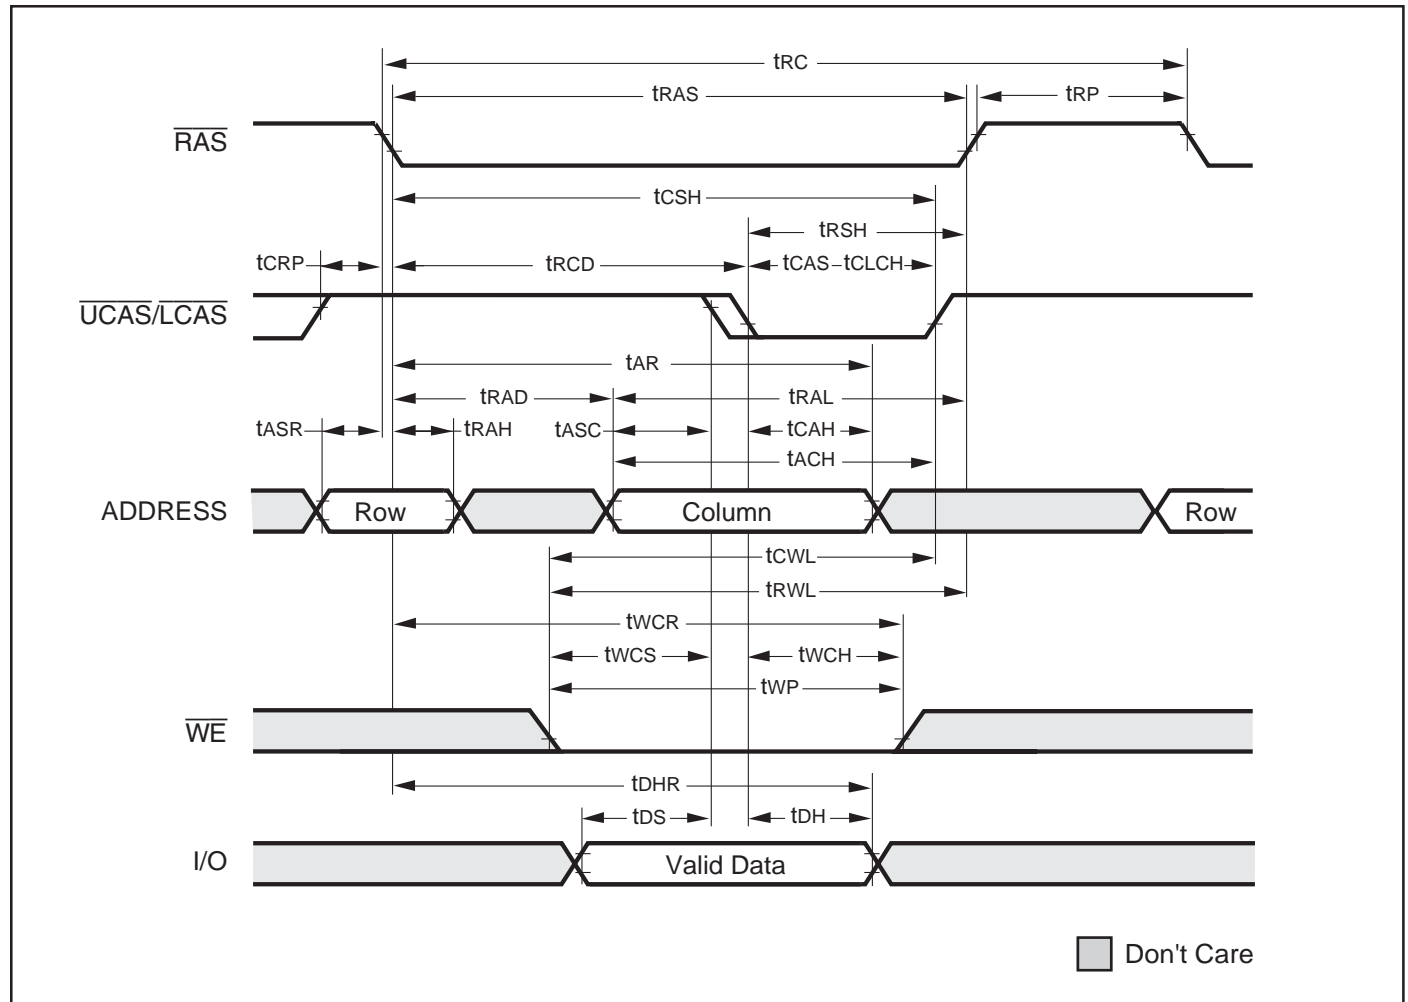 tRC
tRAS
tRP
RAS
tCSH
tRSH
tCRP
tRCD
tCAS
tCLCH
UCAS/LCAS
tAR
tRAD
tRAL
tASR
tRAH
tASC
tCAH
tACH
ADDRESS
Row
Column
Row
tCWL
tRWL
tWCR
tWCS
tWCH
tWP
WE
tDHR
tDS
tDH
I/O
Valid Data
Don't Care